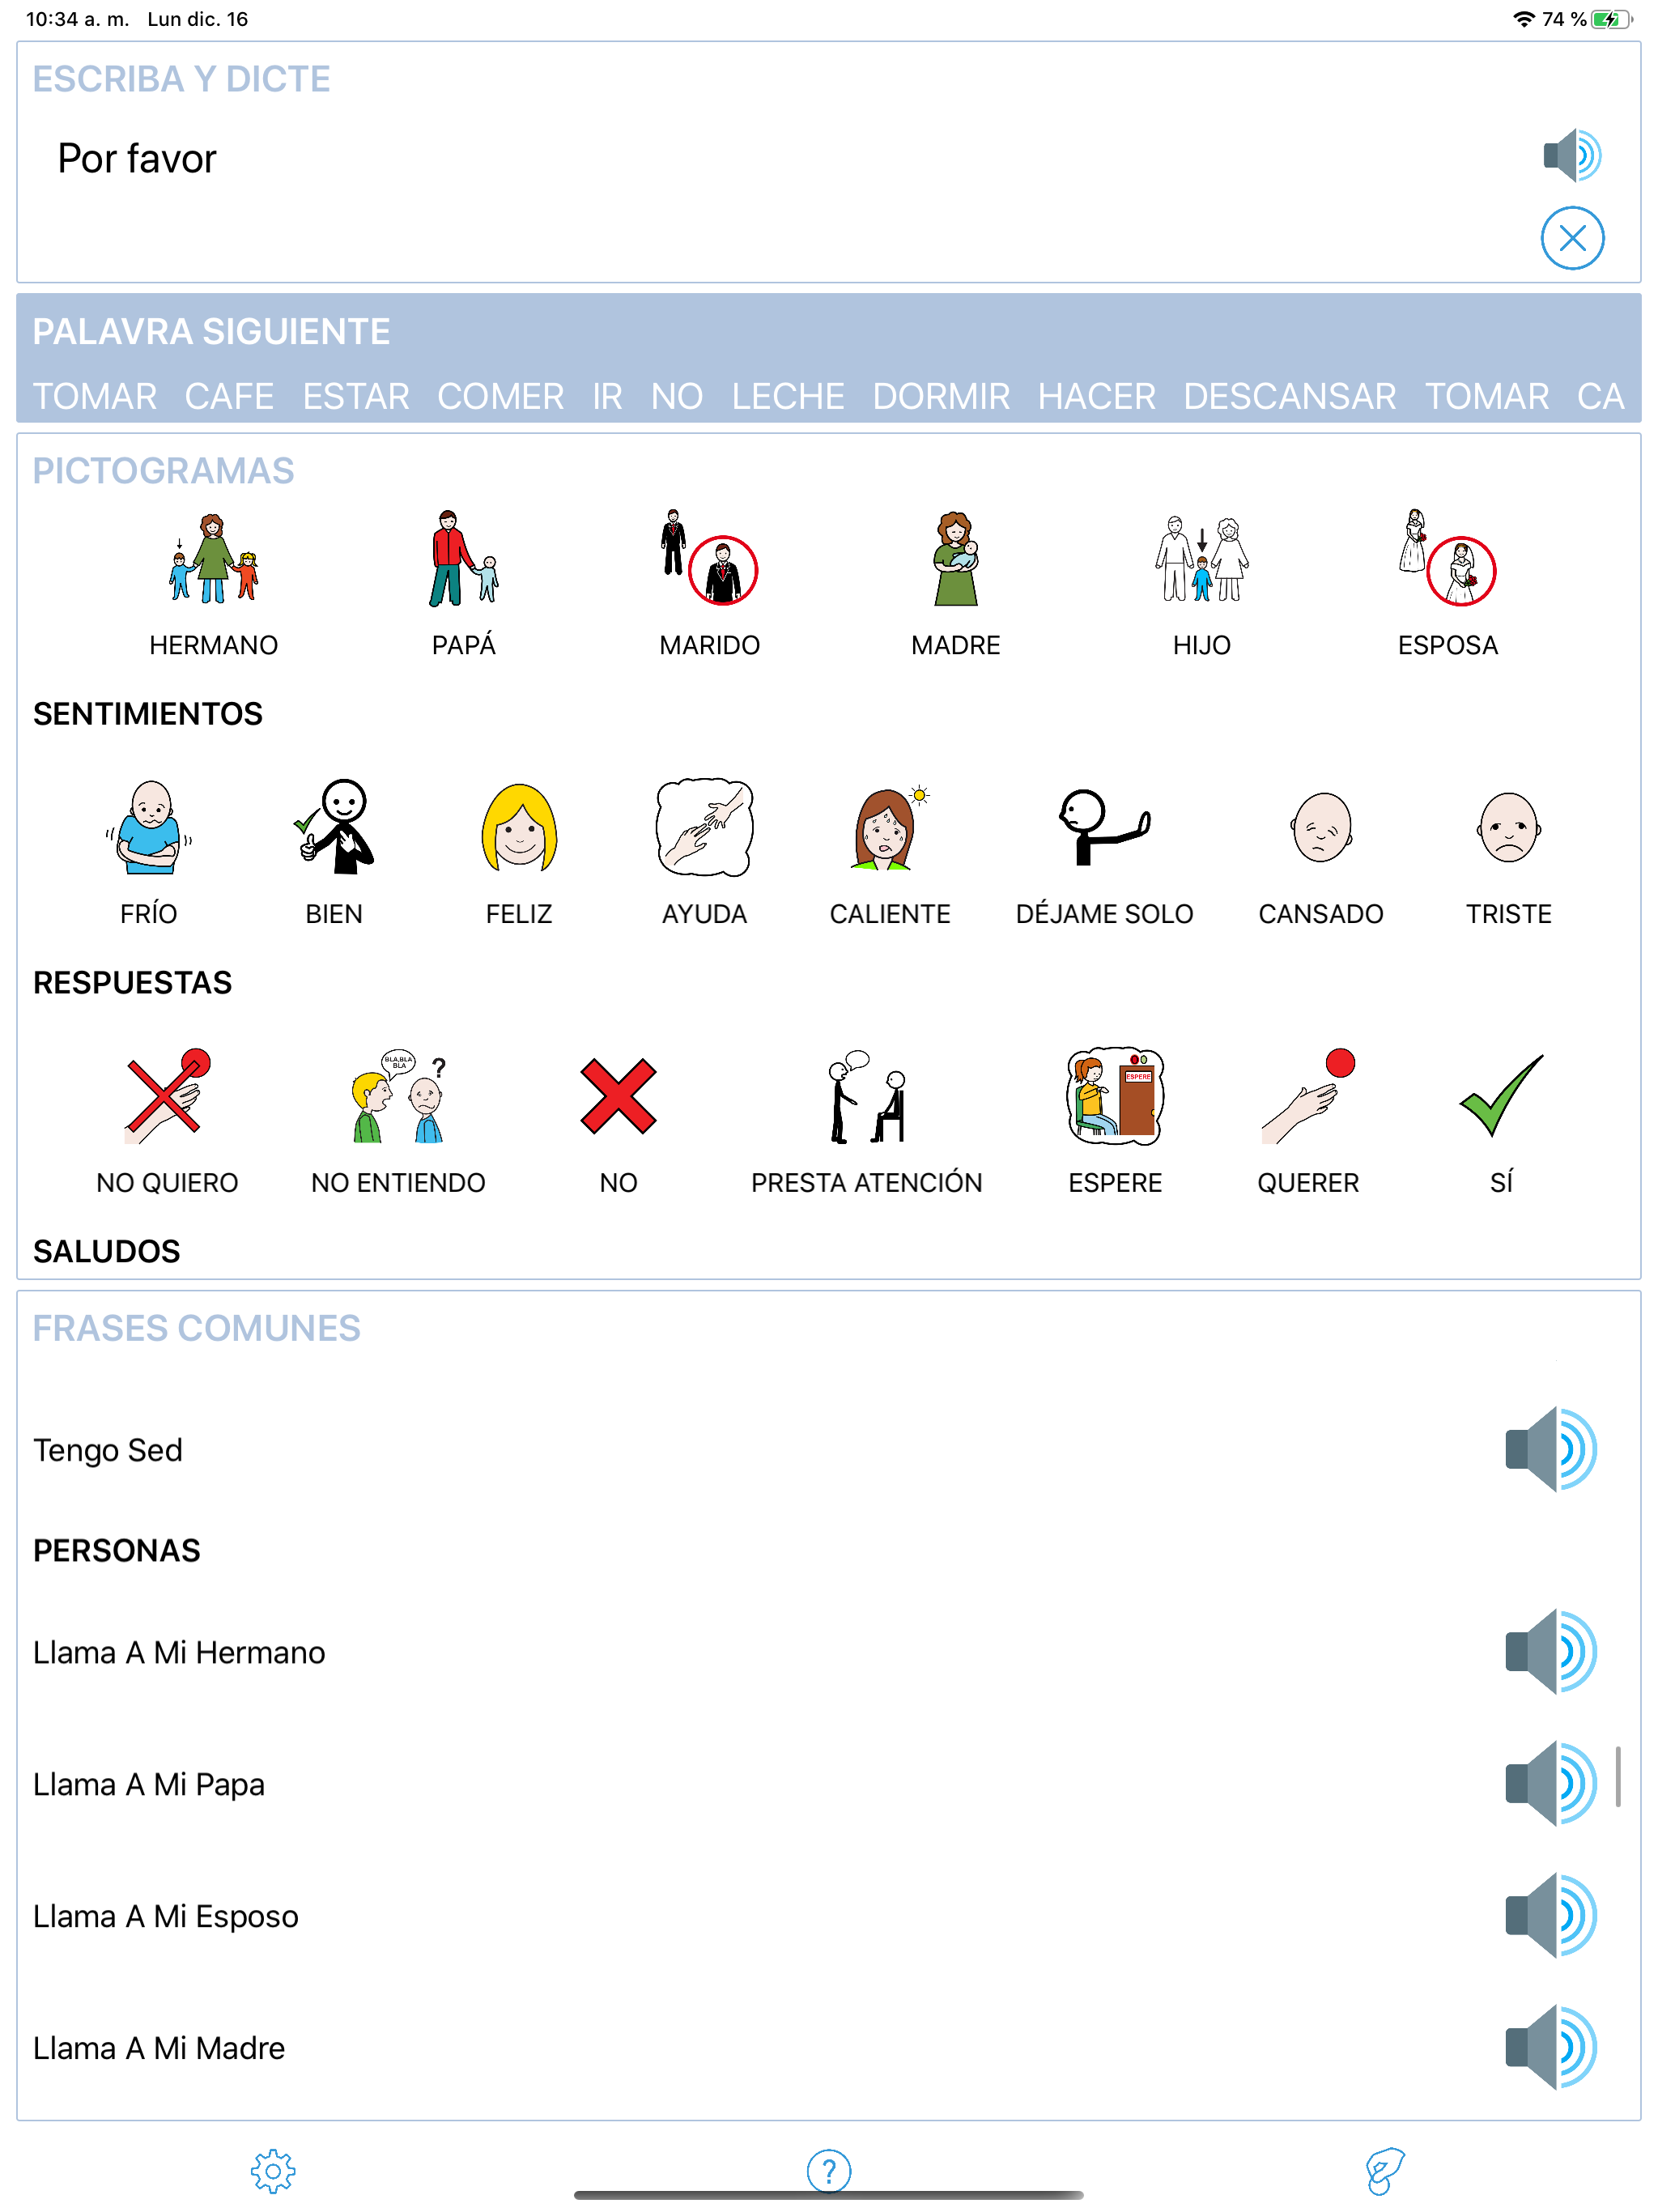 10:34 a. m. Lun dic. 16 74 %
ESCRIBA Y DICTE
Por favor
PALAVRA SIGUIENTE
TOMAR CAFE ESTAR COMER IR NO LECHE DORMIR HACER DESCANSAR TOMAR CA
PICTOGRAMAS
HERMANO PAPÁ MARIDO MADRE HIJO ESPOSA
SENTIMIENTOS
FRÍO BIEN FELIZ AYUDA CALIENTE DÉJAME SOLO CANSADO TRISTE
RESPUESTAS
BLA,BLA
BLA
?
ESPERE
NO QUIERO NO ENTIENDO NO PRESTA ATENCIÓN ESPERE QUERER SÍ
SALUDOS
FRASES COMUNES
Tengo Sed
PERSONAS
Llama A Mi Hermano
Llama A Mi Papa
Llama A Mi Esposo
Llama A Mi Madre
?